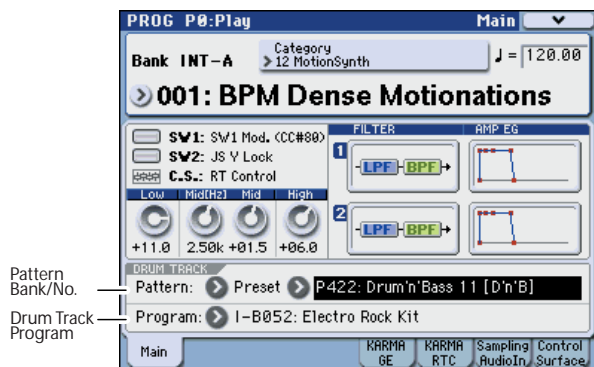 PROG P0:Play
Main
Bank INT-A
Category
12 MotionSynth
♩ = 120.00
001: BPM Dense Motionations
SW1: SW1 Mod. (CC#80)
SW2: JS Y Lock
C.S.: RT Control
Low Mid[Hz] Mid High
+11.0 2.50k +01.5 +06.0
FILTER
AMP EG
1
LPF BPF
2
LPF BPF
DRUM TRACK
Pattern Bank/No.
Pattern: Preset P422: Drum'n'Bass 11 [D'n'B]
Drum Track Program
Program: I-B052: Electro Rock Kit
Main
KARMA GE
KARMA RTC
Sampling AudioIn
Control Surface